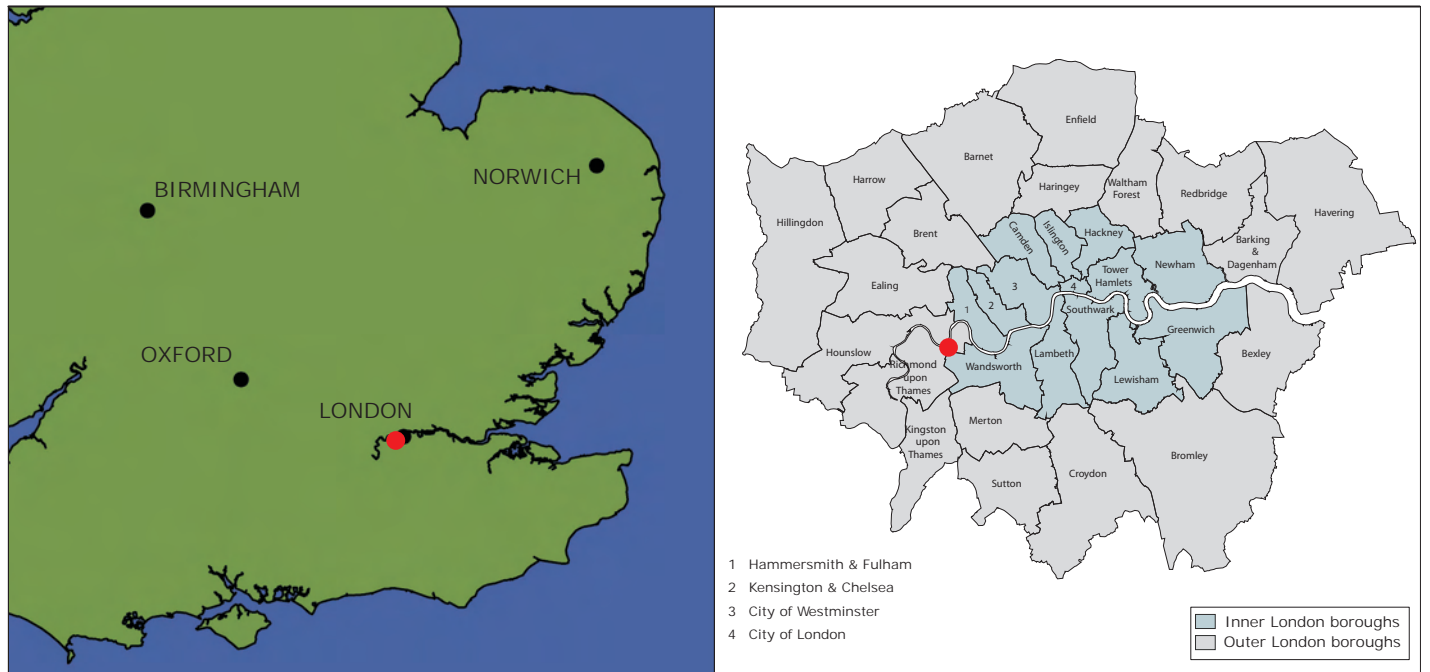 BIRMINGHAM
NORWICH
OXFORD
LONDON
Enfield
Barnet
Harrow
Haringey
Waltham
Forest
Redbridge
Havering
Hillingdon
Brent
Camden
Islington
Hackney
Barking
&
Dagenham
Newham
Tower
Hamlets
Ealing
3
4
2
1
Southwark
Greenwich
Hounslow
Richmond
upon
Thames
Wandsworth
Lambeth
Lewisham
Bexley
Kingston
upon
Thames
Merton
Sutton
Croydon
Bromley
1 Hammersmith & Fulham
2 Kensington & Chelsea
3 City of Westminster
4 City of London
Inner London boroughs
Outer London boroughs